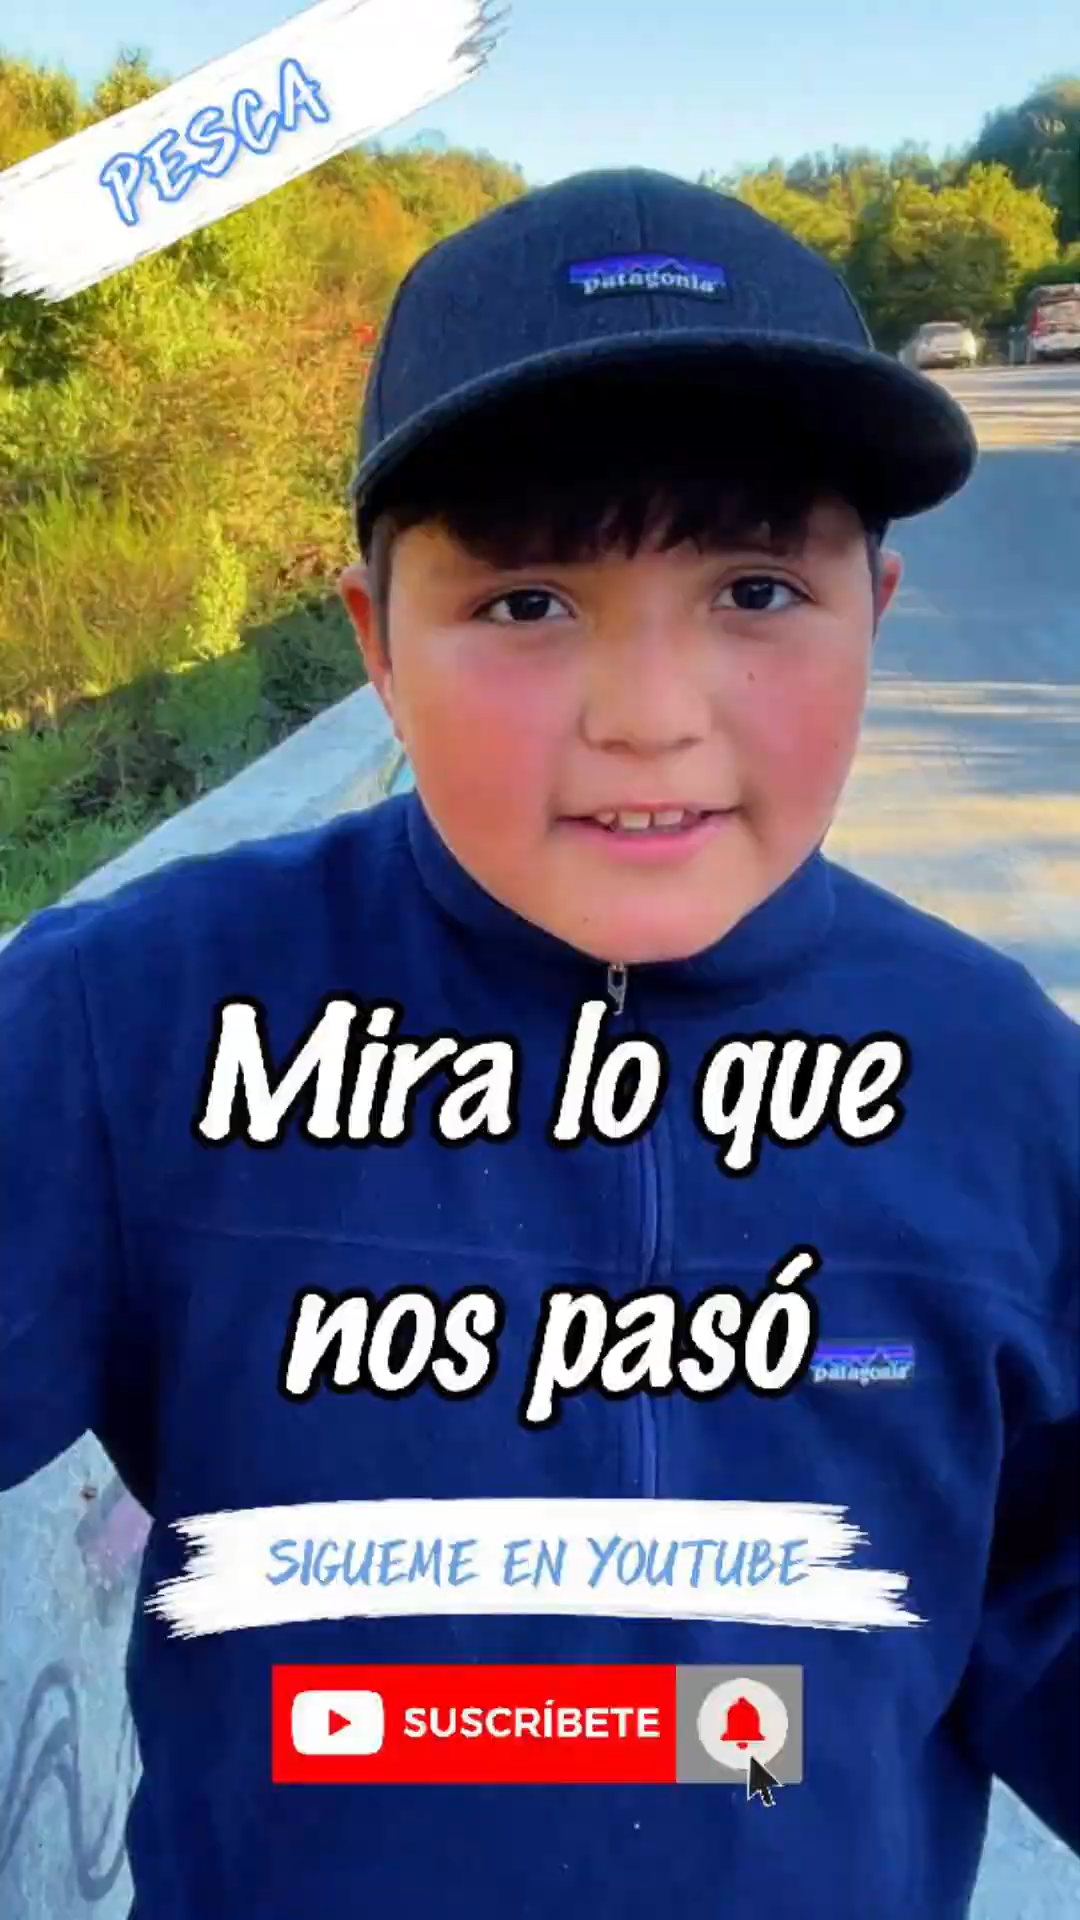 PESCA
patagonia
Mira lo que
nos pasó
patagonia
SIGUEME EN YOUTUBE
SUSCRÍBETE